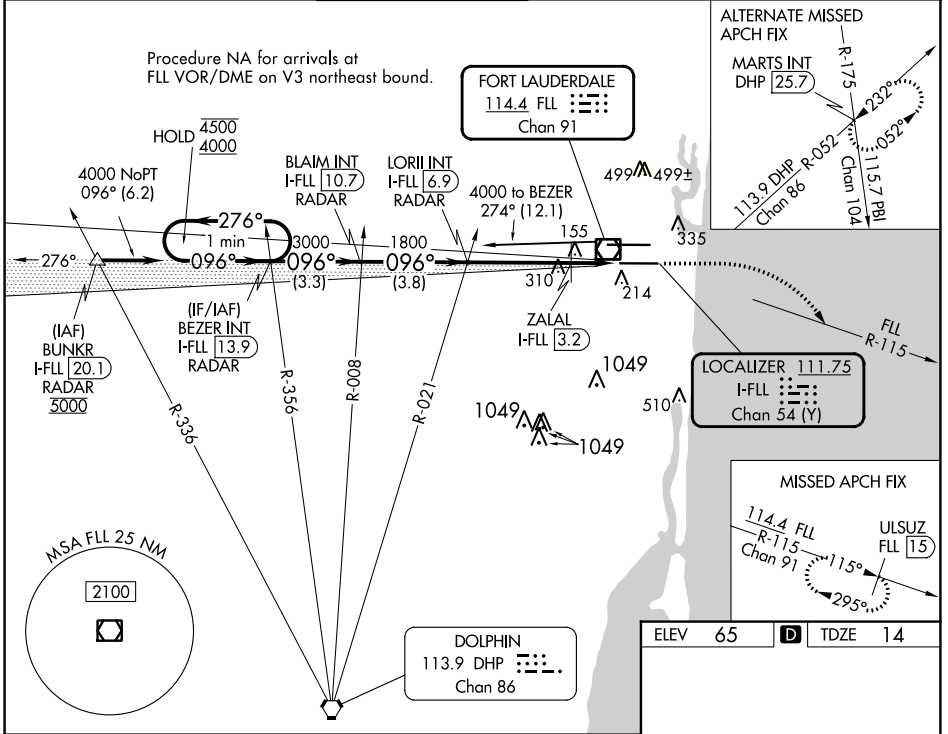 Procedure NA for arrivals at
FLL VOR/DME on V3 northeast bound.
HOLD 4500
4000
4000 NoPT
096° (6.2)
BLAIM INT
I-FLL 10.7
RADAR
LORII INT
I-FLL 6.9
RADAR
FORT LAUDERDALE
114.4 FLL
Chan 91
4000 to BEZER
274° (12.1)
276°
1 min
096°
276°
3000
096°
(3.3)
1800
096°
(3.8)
155
310
499 499±
335
214
ZALAL
I-FLL 3.2
(IAF)
BUNKR
I-FLL 20.1
RADAR
5000
(IF/IAF)
BEZER INT
I-FLL 13.9
RADAR
R-336
R-356
R-008
R-021
1049
1049
1049
510
FLL
R-115
LOCALIZER 111.75
I-FLL
Chan 54 (Y)
ALTERNATE MISSED
APCH FIX
MARTS INT
DHP 25.7
R-175
232°
052°
113.9 DHP R-052
Chan 86
115.7 PBI
Chan 104
MISSED APCH FIX
114.4 FLL
R-115
Chan 91
115°
295°
ULSUZ
FLL 15
MSA FLL 25 NM
2100
DOLPHIN
113.9 DHP
Chan 86
ELEV 65 D TDZE 14